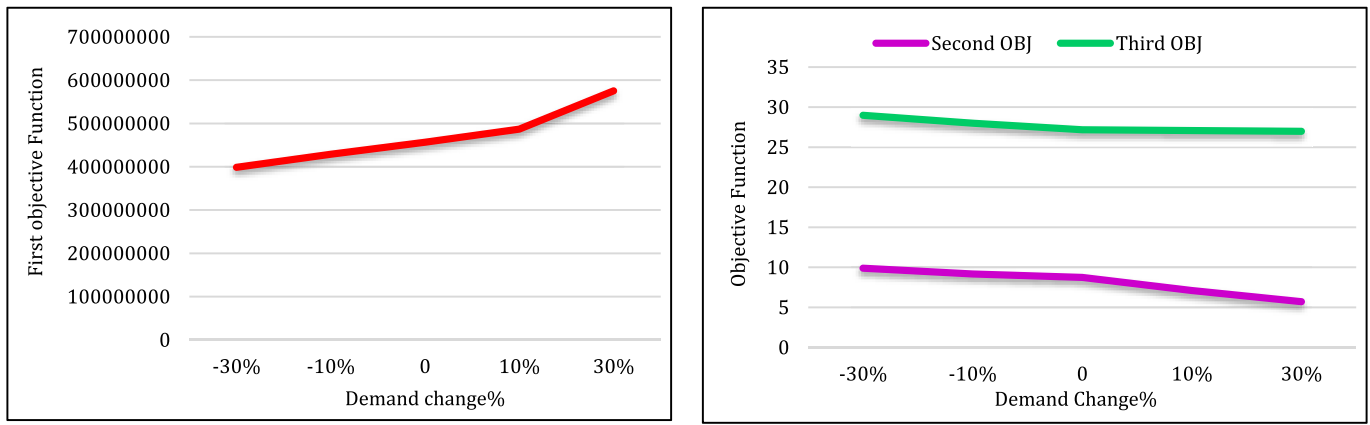 First objective Function
700000000
600000000
500000000
400000000
300000000
200000000
100000000
0
-30% -10% 0 10% 30%
Demand change%
Second OBJ Third OBJ
Objective Function
35
30
25
20
15
10
5
0
-30% -10% 0 10% 30%
Demand Change%